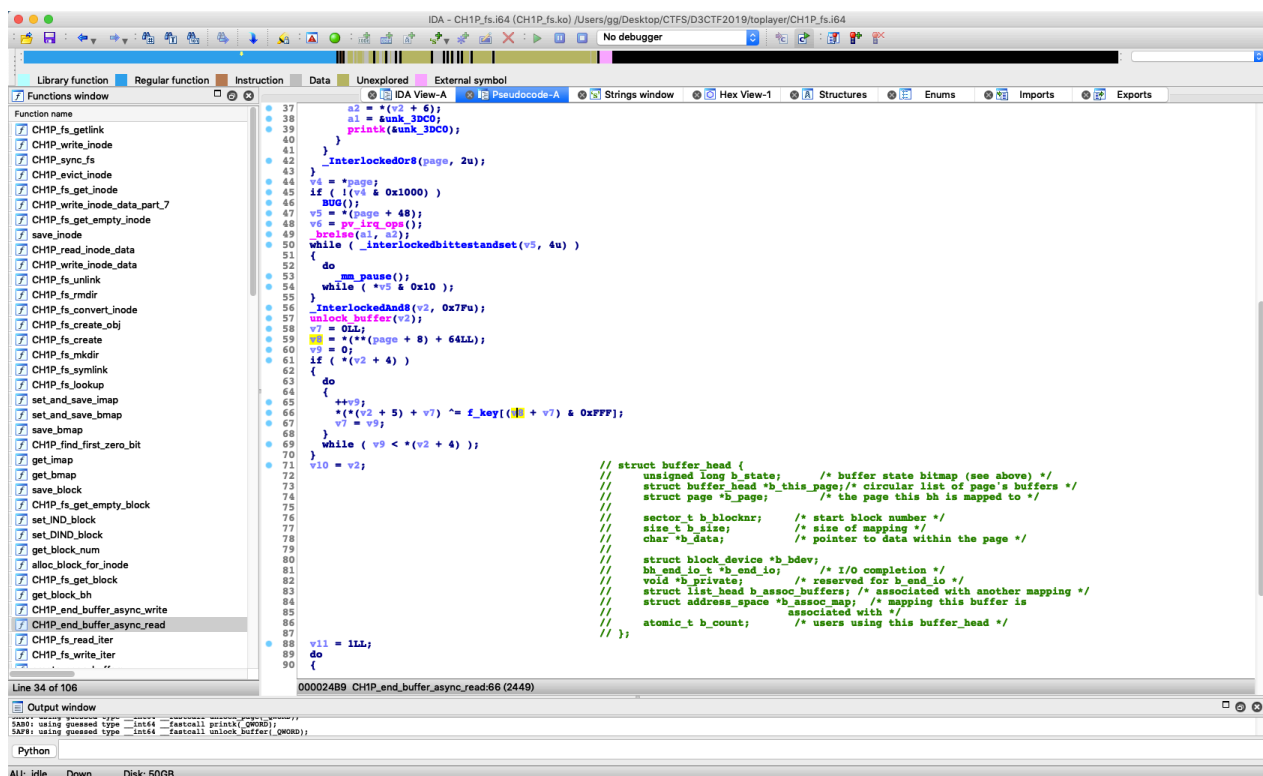 IDA - CH1P_fs.i64 (CH1P_fs.ko) /Users/gg/Desktop/CTFS/D3CTF2019/toplayer/CH1P_fs.i64
No debugger
Library function Regular function Instruction Data Unexplored External symbol
Functions window
IDA View-A Pseudocode-A Strings window Hex View-1 Structures Enums Imports Exports
Function name
CH1P_fs_getlink
CH1P_write_inode
CH1P_sync_fs
CH1P_evict_inode
CH1P_fs_get_inode
CH1P_write_inode_data_part_7
CH1P_fs_get_empty_inode
save_inode
CH1P_read_inode_data
CH1P_write_inode_data
CH1P_fs_unlink
CH1P_fs_rmdir
CH1P_fs_convert_inode
CH1P_fs_create_obj
CH1P_fs_create
CH1P_fs_mkdir
CH1P_fs_symlink
CH1P_fs_lookup
set_and_save_imap
set_and_save_bmap
save_bmap
CH1P_find_first_zero_bit
get_imap
get_bmap
save_block
CH1P_fs_get_empty_block
set_IND_block
set_DIND_block
get_block_num
alloc_block_for_inode
CH1P_fs_get_block
get_block_bh
CH1P_end_buffer_async_write
CH1P_end_buffer_async_read
CH1P_fs_read_iter
CH1P_fs_write_iter
Line 34 of 106
37 a2 = *(v2 + 6);
38 a1 = &unk_3DC0;
39 printk(&unk_3DC0);
40 }
41 }
42 _InterlockedOr8(page, 2u);
43 }
44 v4 = *page;
45 if ( !(v4 & 0x1000) )
46 BUG();
47 v5 = *(page + 48);
48 v6 = pv_irq_ops();
49 _brelse(a1, a2);
50 while ( _interlockedbittestandset(v5, 4u) )
51 {
52 do
53 _mm_pause();
54 while ( *v5 & 0x10 );
55 }
56 _InterlockedAnd8(v2, 0x7Fu);
57 unlock_buffer(v2);
58 v7 = 0LL;
59 v8 = *(**(page + 8) + 64LL);
60 v9 = 0;
61 if ( *(v2 + 4) )
62 {
63 do
64 {
65 ++v9;
66 *(*(v2 + 5) + v7) ^= f_key[(v8 + v7) & 0xFFF];
67 v7 = v9;
68 }
69 while ( v9 < *(v2 + 4) );
70 }
71 v10 = v2; // struct buffer_head {
72 // unsigned long b_state; /* buffer state bitmap (see above) */
73 // struct buffer_head *b_this_page;/* circular list of page's buffers */
74 // struct page *b_page; /* the page this bh is mapped to */
75 //
76 // sector_t b_blocknr; /* start block number */
77 // size_t b_size; /* size of mapping */
78 // char *b_data; /* pointer to data within the page */
79 //
80 // struct block_device *b_bdev;
81 // bh_end_io_t *b_end_io; /* I/O completion */
82 // void *b_private; /* reserved for b_end_io */
83 // struct list_head b_assoc_buffers; /* associated with another mapping */
84 // struct address_space *b_assoc_map; /* mapping this buffer is
85 // associated with */
86 // atomic_t b_count; /* users using this buffer_head */
87 // };
88 v11 = 1LL;
89 do
90 {
000024B9 CH1P_end_buffer_async_read:66 (2449)
Output window
5AB0: using guessed type __int64 __fastcall printk(_QWORD);
5AF8: using guessed type __int64 __fastcall unlock_buffer(_QWORD);
Python
AU: idle Down Disk: 50GB